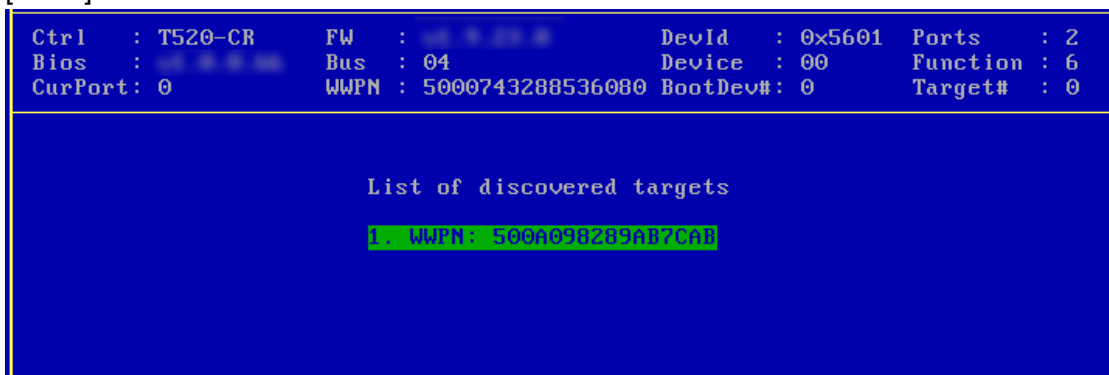 Ctrl : T520-CR FW : DevId : 0x5601 Ports : 2
Bios : Bus : 04 Device : 00 Function : 6
CurPort: 0 WWPN : 5000743288536080 BootDev#: 0 Target# : 0
List of discovered targets
1. WWPN: 500A098289AB7CAB